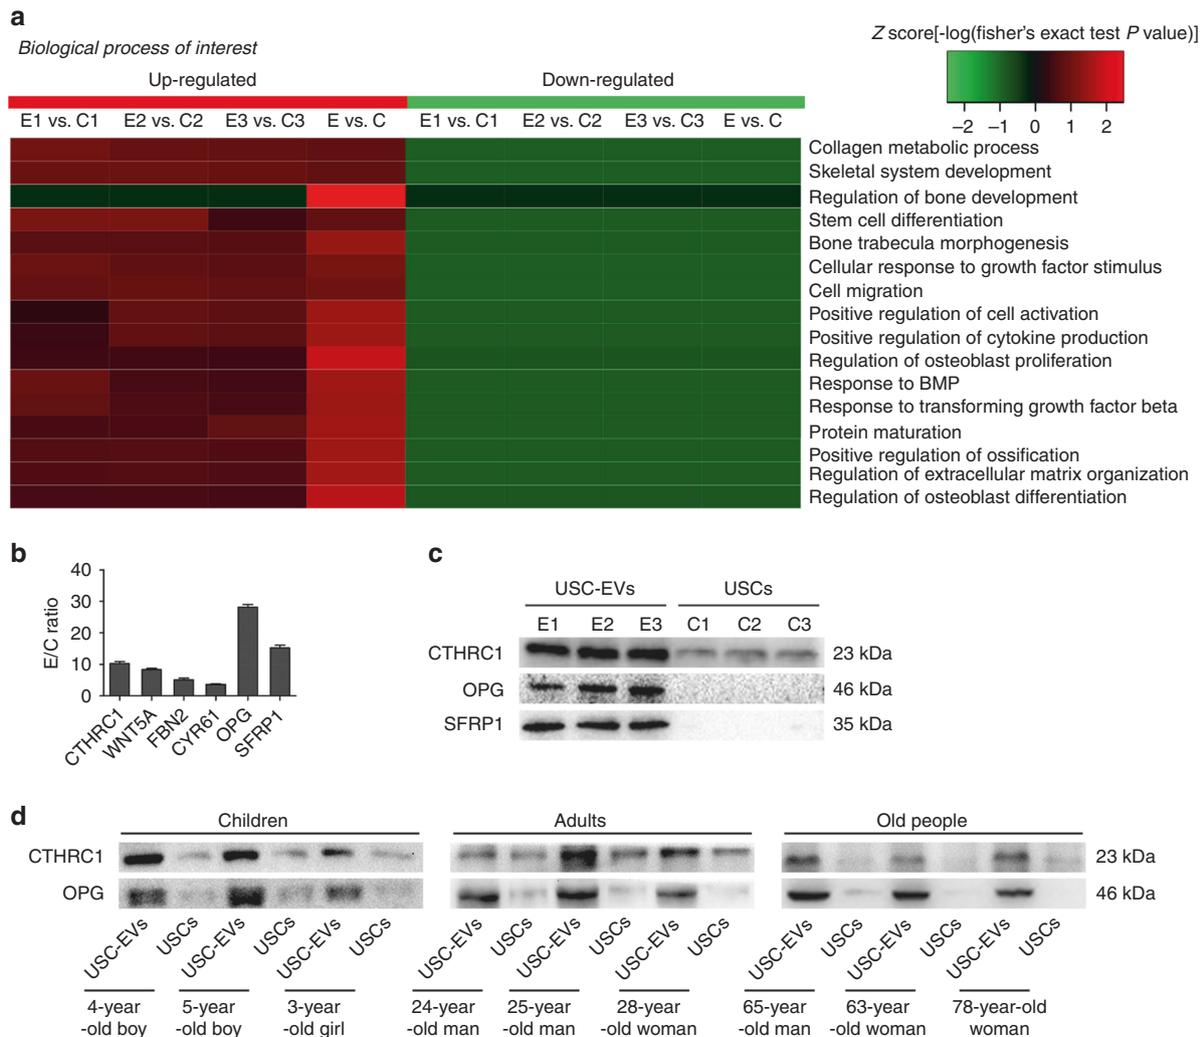 a
Biological process of interest
Z score[-log(fisher's exact test P value)]
Up-regulated Down-regulated
E1 vs. C1 E2 vs. C2 E3 vs. C3 E vs. C E1 vs. C1 E2 vs. C2 E3 vs. C3 E vs. C
−2 −1 0 1 2
Collagen metabolic process
Skeletal system development
Regulation of bone development
Stem cell differentiation
Bone trabecula morphogenesis
Cellular response to growth factor stimulus
Cell migration
Positive regulation of cell activation
Positive regulation of cytokine production
Regulation of osteoblast proliferation
Response to BMP
Response to transforming growth factor beta
Protein maturation
Positive regulation of ossification
Regulation of extracellular matrix organization
Regulation of osteoblast differentiation
b
E/C ratio
40
30
20
10
0
CTHRC1 WNT5A FBN2 CYR61 OPG SFRP1
c
USC-EVs USCs
E1 E2 E3 C1 C2 C3
CTHRC1 23 kDa
OPG 46 kDa
SFRP1 35 kDa
d
Children Adults Old people
CTHRC1 23 kDa
OPG 46 kDa
USC-EVs USCs USC-EVs USCs USC-EVs USCs USC-EVs USCs USC-EVs USCs USC-EVs USCs USC-EVs USCs USC-EVs USCs USC-EVs USCs
4-year 5-year 3-year 24-year 25-year 28-year 65-year 63-year 78-year-old
-old boy -old boy -old girl -old man -old man -old woman -old man -old woman woman